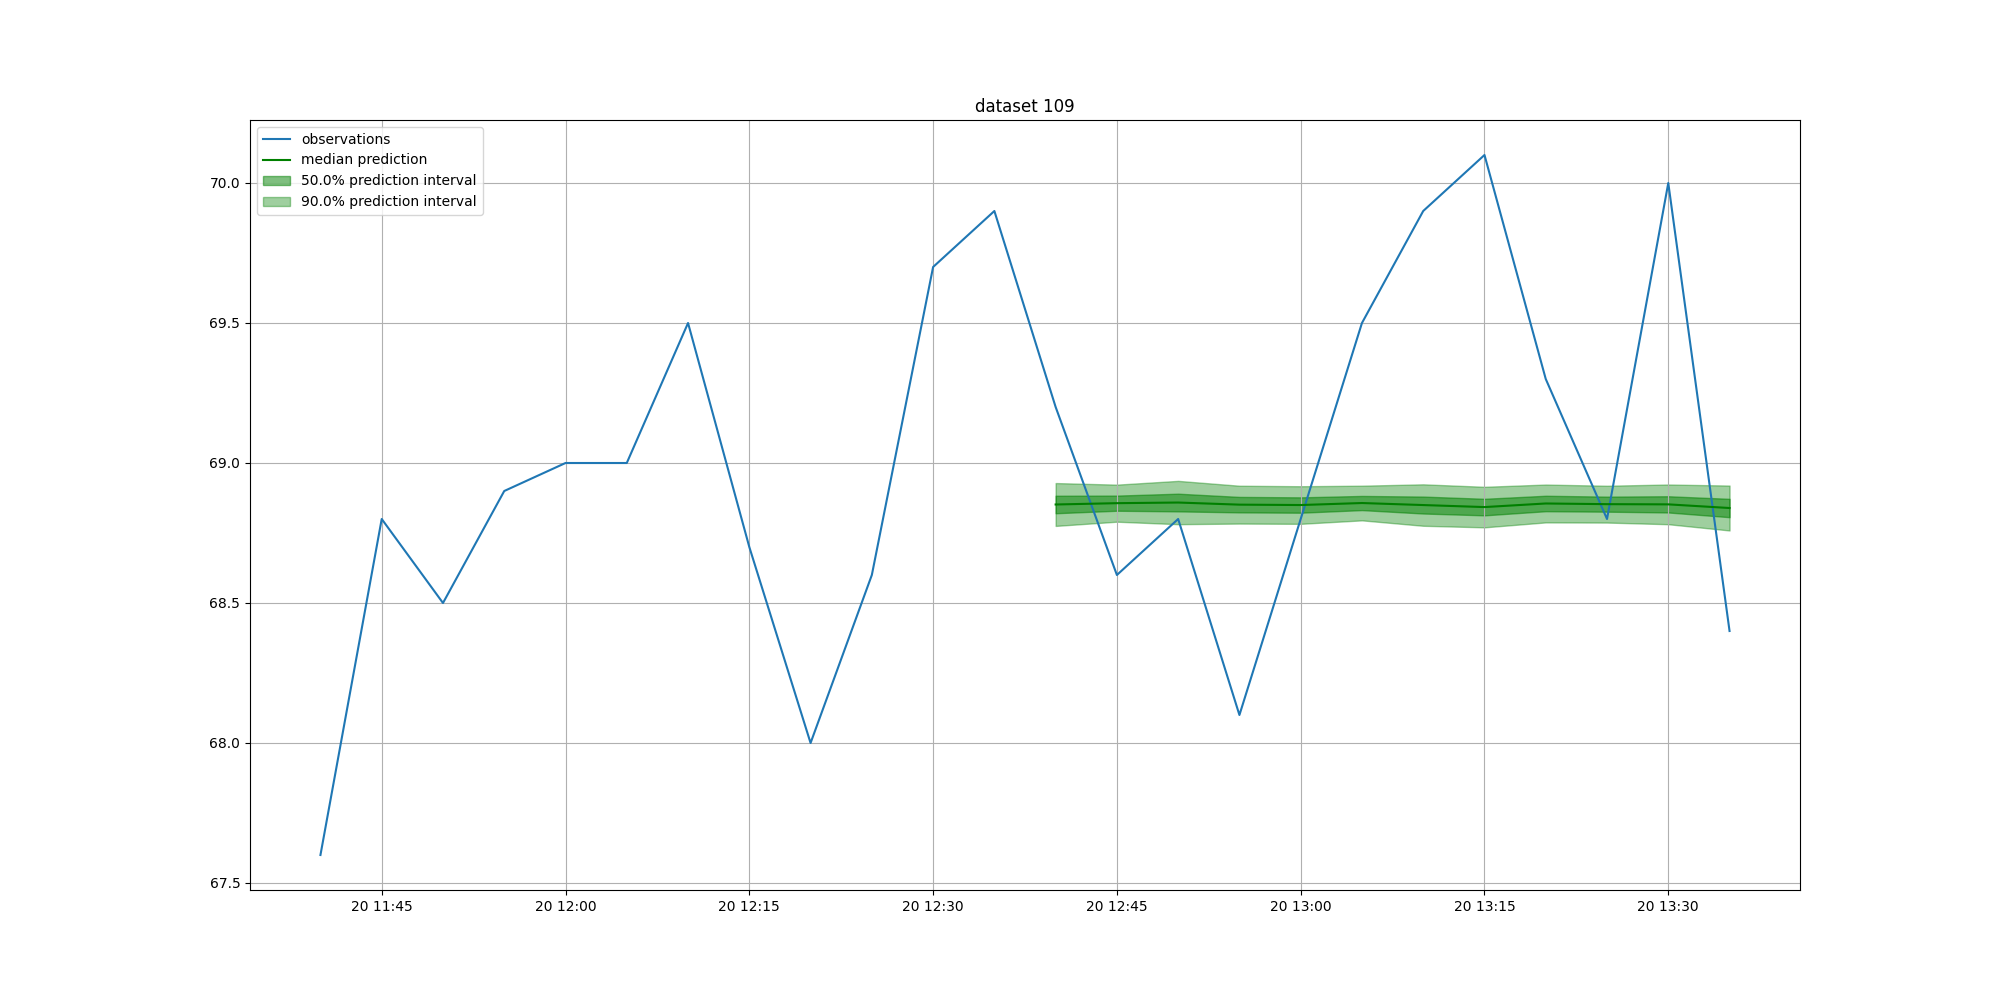 dataset 109
observations
median prediction
50.0% prediction interval
90.0% prediction interval
70.0
69.5
69.0
68.5
68.0
67.5
20 11:45
20 12:00
20 12:15
20 12:30
20 12:45
20 13:00
20 13:15
20 13:30